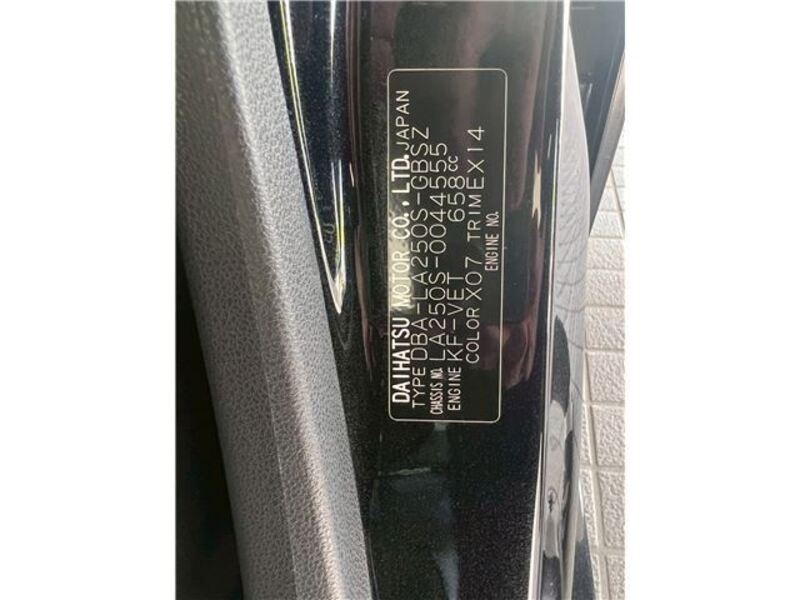 DAIHATSU MOTOR CO., LTD. JAPAN
TYPE DBA-LA250S-GBSZ
CHASSIS NO. LA250S-0044555
ENGINE KF-VET 658cc
COLOR X07 TRIM EX14
ENGINE NO.